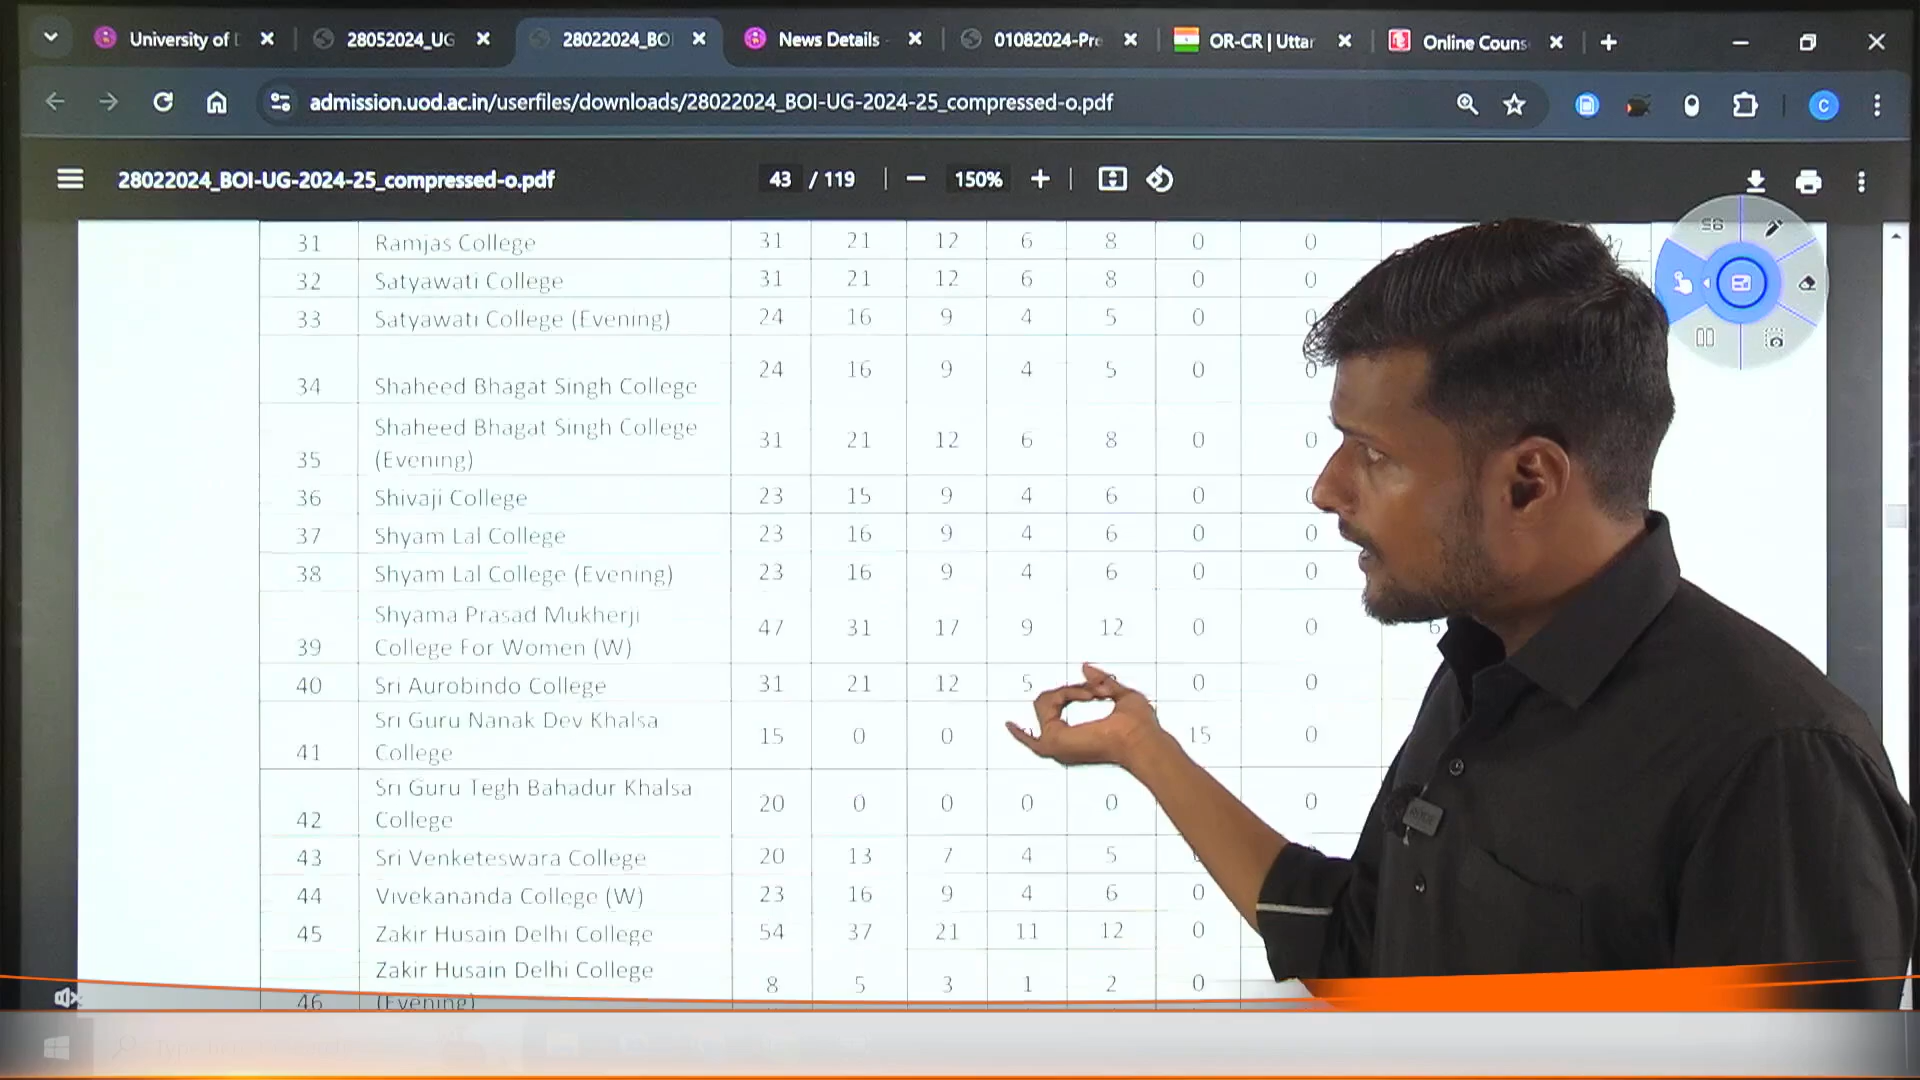 University of D
28052024_UG
28022024_BOI
News Details
01082024-Pre
OR-CR | Uttar
Online Couns
admission.uod.ac.in/userfiles/downloads/28022024_BOI-UG-2024-25_compressed-o.pdf
C
28022024_BOI-UG-2024-25_compressed-o.pdf
43 / 119
150%
31 Ramjas College 31 21 12 6 8 0 0
32 Satyawati College 31 21 12 6 8 0 0
33 Satyawati College (Evening) 24 16 9 4 5 0 0
34 Shaheed Bhagat Singh College 24 16 9 4 5 0 0
Shaheed Bhagat Singh College
35 (Evening) 31 21 12 6 8 0 0
36 Shivaji College 23 15 9 4 6 0 0
37 Shyam Lal College 23 16 9 4 6 0 0
38 Shyam Lal College (Evening) 23 16 9 4 6 0 0
Shyama Prasad Mukherji
39 College For Women (W) 47 31 17 9 12 0 0 6
40 Sri Aurobindo College 31 21 12 5 0 0
Sri Guru Nanak Dev Khalsa
41 College 15 0 0 15 0
Sri Guru Tegh Bahadur Khalsa
42 College 20 0 0 0 0 0
43 Sri Venketeswara College 20 13 7 4 5
44 Vivekananda College (W) 23 16 9 4 6 0
45 Zakir Husain Delhi College 54 37 21 11 12 0
Zakir Husain Delhi College
46 (Evening) 8 5 3 1 2 0